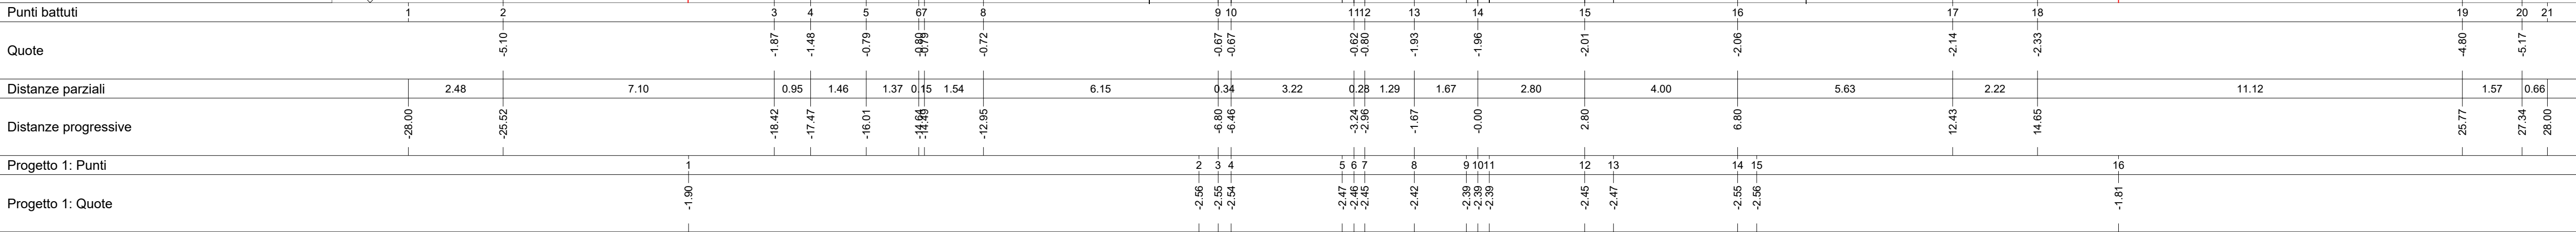 Punti battuti 1 2 3 4 5 6 7 8 9 10 11 12 13 14 15 16 17 18 19 20 21
Quote -5.10 -1.87 -1.48 -0.79 -0.80 -0.79 -0.72 -0.67 -0.67 -0.62 -0.80 -1.93 -1.96 -2.01 -2.06 -2.14 -2.33 -4.80 -5.17
Distanze parziali 2.48 7.10 0.95 1.46 1.37 0.15 1.54 6.15 0.34 3.22 0.28 1.29 1.67 2.80 4.00 5.63 2.22 11.12 1.57 0.66
Distanze progressive -28.00 -25.52 -18.42 -17.47 -16.01 -14.64 -14.49 -12.95 -6.80 -6.46 -3.24 -2.96 -1.67 -0.00 2.80 6.80 12.43 14.65 25.77 27.34 28.00
Progetto 1: Punti 1 2 3 4 5 6 7 8 9 10 11 12 13 14 15 16
Progetto 1: Quote -1.90 -2.56 -2.55 -2.54 -2.47 -2.46 -2.45 -2.42 -2.39 -2.39 -2.39 -2.45 -2.47 -2.55 -2.56 -1.81